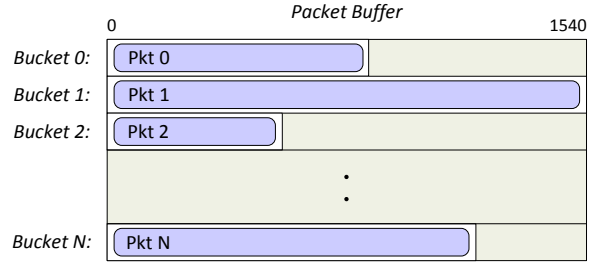 Packet Buffer
0 1540
Bucket 0: Pkt 0
Bucket 1: Pkt 1
Bucket 2: Pkt 2
Bucket N: Pkt N